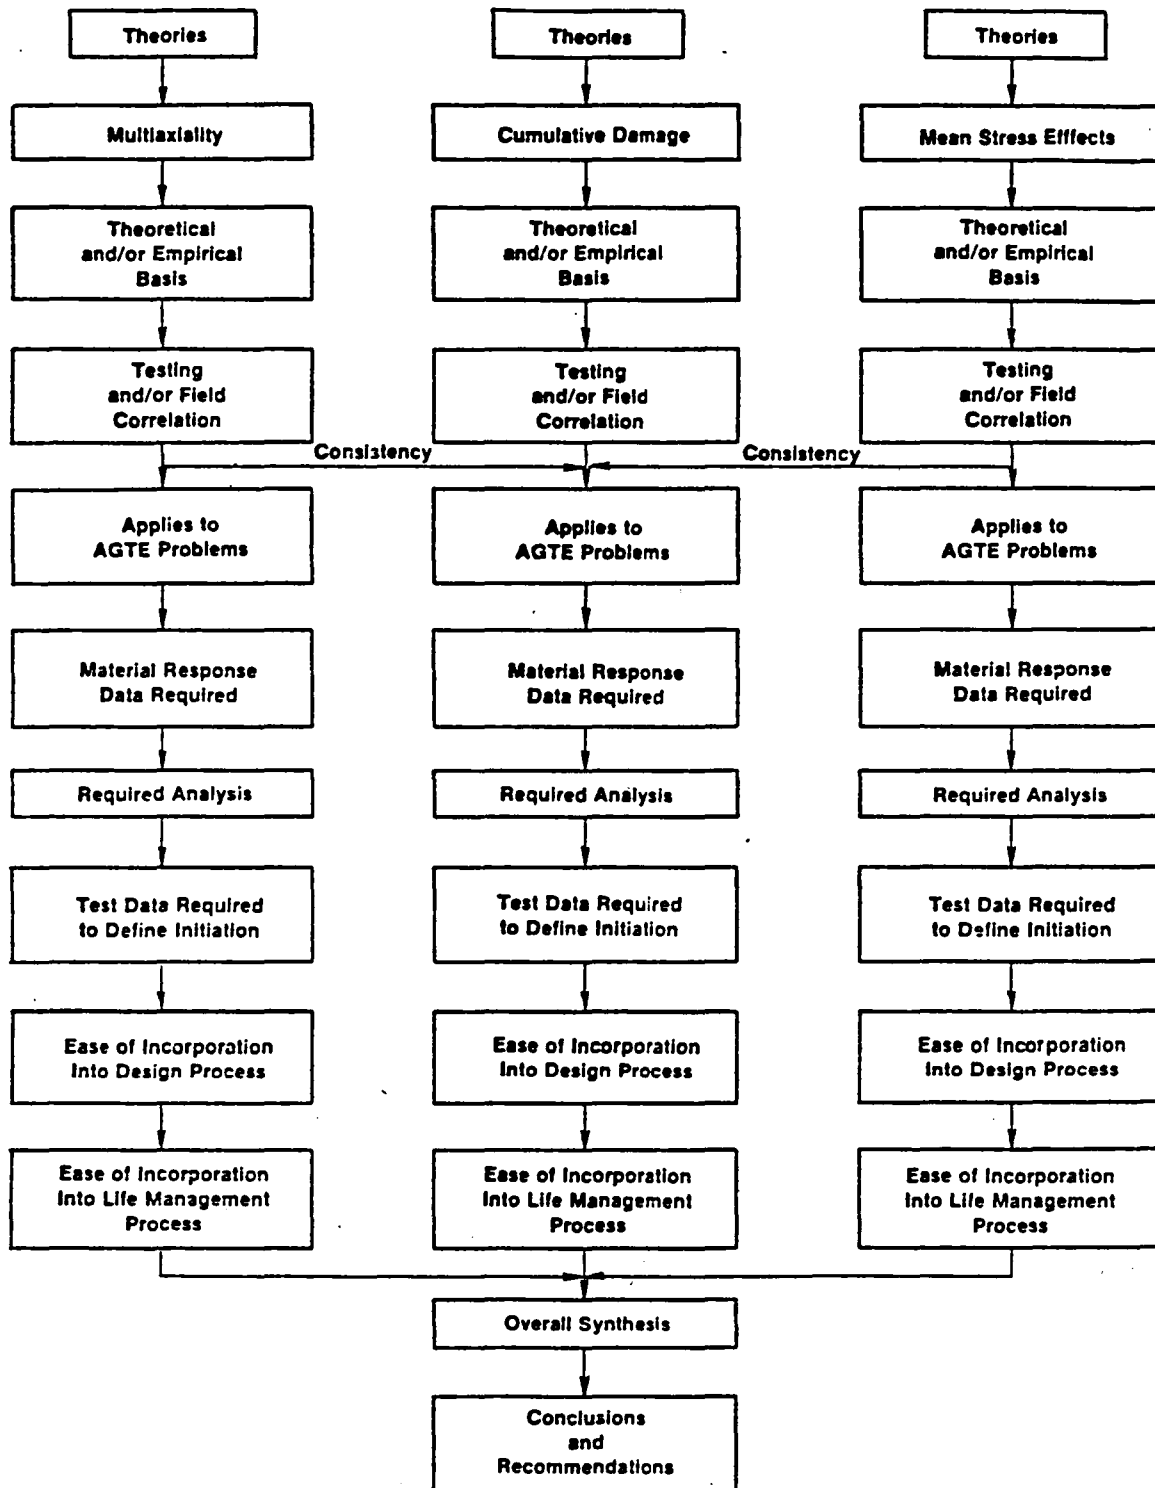 Theories
Theories
Theories
Multiaxiality
Cumulative Damage
Mean Stress Efffects
Theoretical
and/or Empirical
Basis
Theoretical
and/or Empirical
Basis
Theoretical
and/or Empirical
Basis
Testing
and/or Field
Correlation
Testing
and/or Field
Correlation
Testing
and/or Field
Correlation
Consistency
Consistency
Applies to
AGTE Problems
Applies to
AGTE Problems
Applies to
AGTE Problems
Material Response
Data Required
Material Response
Data Required
Material Response
Data Required
Required Analysis
Required Analysis
Required Analysis
Test Data Required
to Define Initiation
Test Data Required
to Define Initiation
Test Data Required
to Define Initiation
Ease of Incorporation
Into Design Process
Ease of Incorporation
Into Design Process
Ease of Incorporation
Into Design Process
Ease of Incorporation
Into Life Management
Process
Ease of Incorporation
Into Life Management
Process
Ease of Incorporation
Into Life Management
Process
Overall Synthesis
Conclusions
and
Recommendations